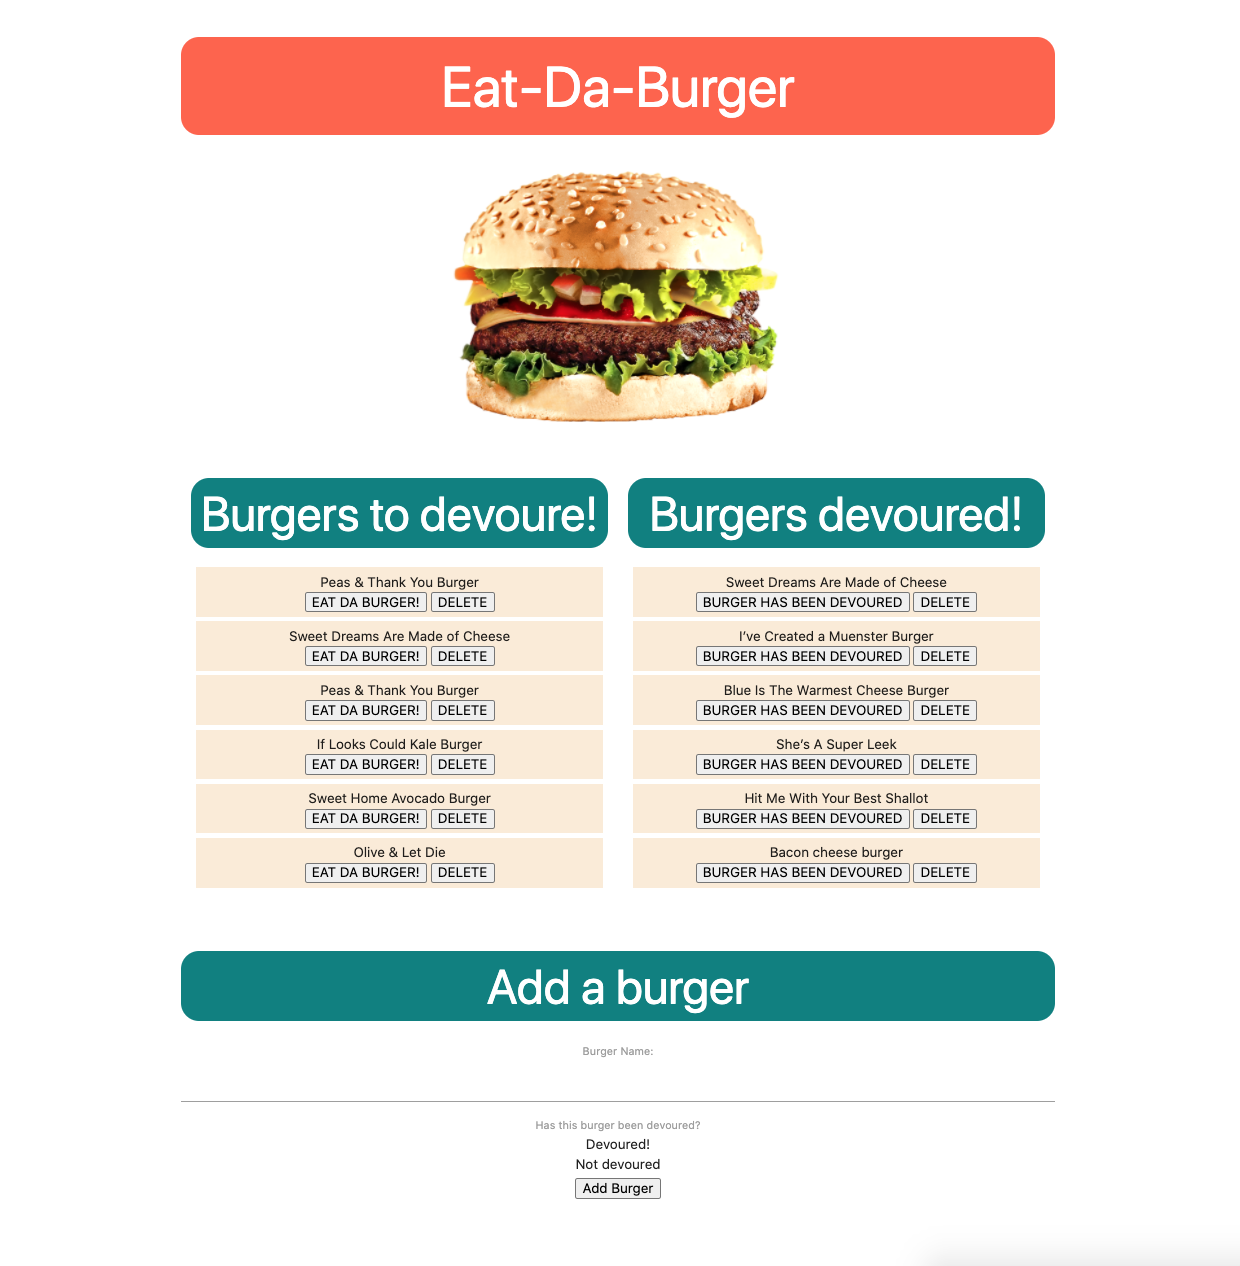 Eat-Da-Burger
Burgers to devoure!
Peas & Thank You Burger
EAT DA BURGER! DELETE
Sweet Dreams Are Made of Cheese
EAT DA BURGER! DELETE
Peas & Thank You Burger
EAT DA BURGER! DELETE
If Looks Could Kale Burger
EAT DA BURGER! DELETE
Sweet Home Avocado Burger
EAT DA BURGER! DELETE
Olive & Let Die
EAT DA BURGER! DELETE
Burgers devoured!
Sweet Dreams Are Made of Cheese
BURGER HAS BEEN DEVOURED DELETE
I’ve Created a Muenster Burger
BURGER HAS BEEN DEVOURED DELETE
Blue Is The Warmest Cheese Burger
BURGER HAS BEEN DEVOURED DELETE
She’s A Super Leek
BURGER HAS BEEN DEVOURED DELETE
Hit Me With Your Best Shallot
BURGER HAS BEEN DEVOURED DELETE
Bacon cheese burger
BURGER HAS BEEN DEVOURED DELETE
Add a burger
Burger Name:
Has this burger been devoured?
Devoured!
Not devoured
Add Burger